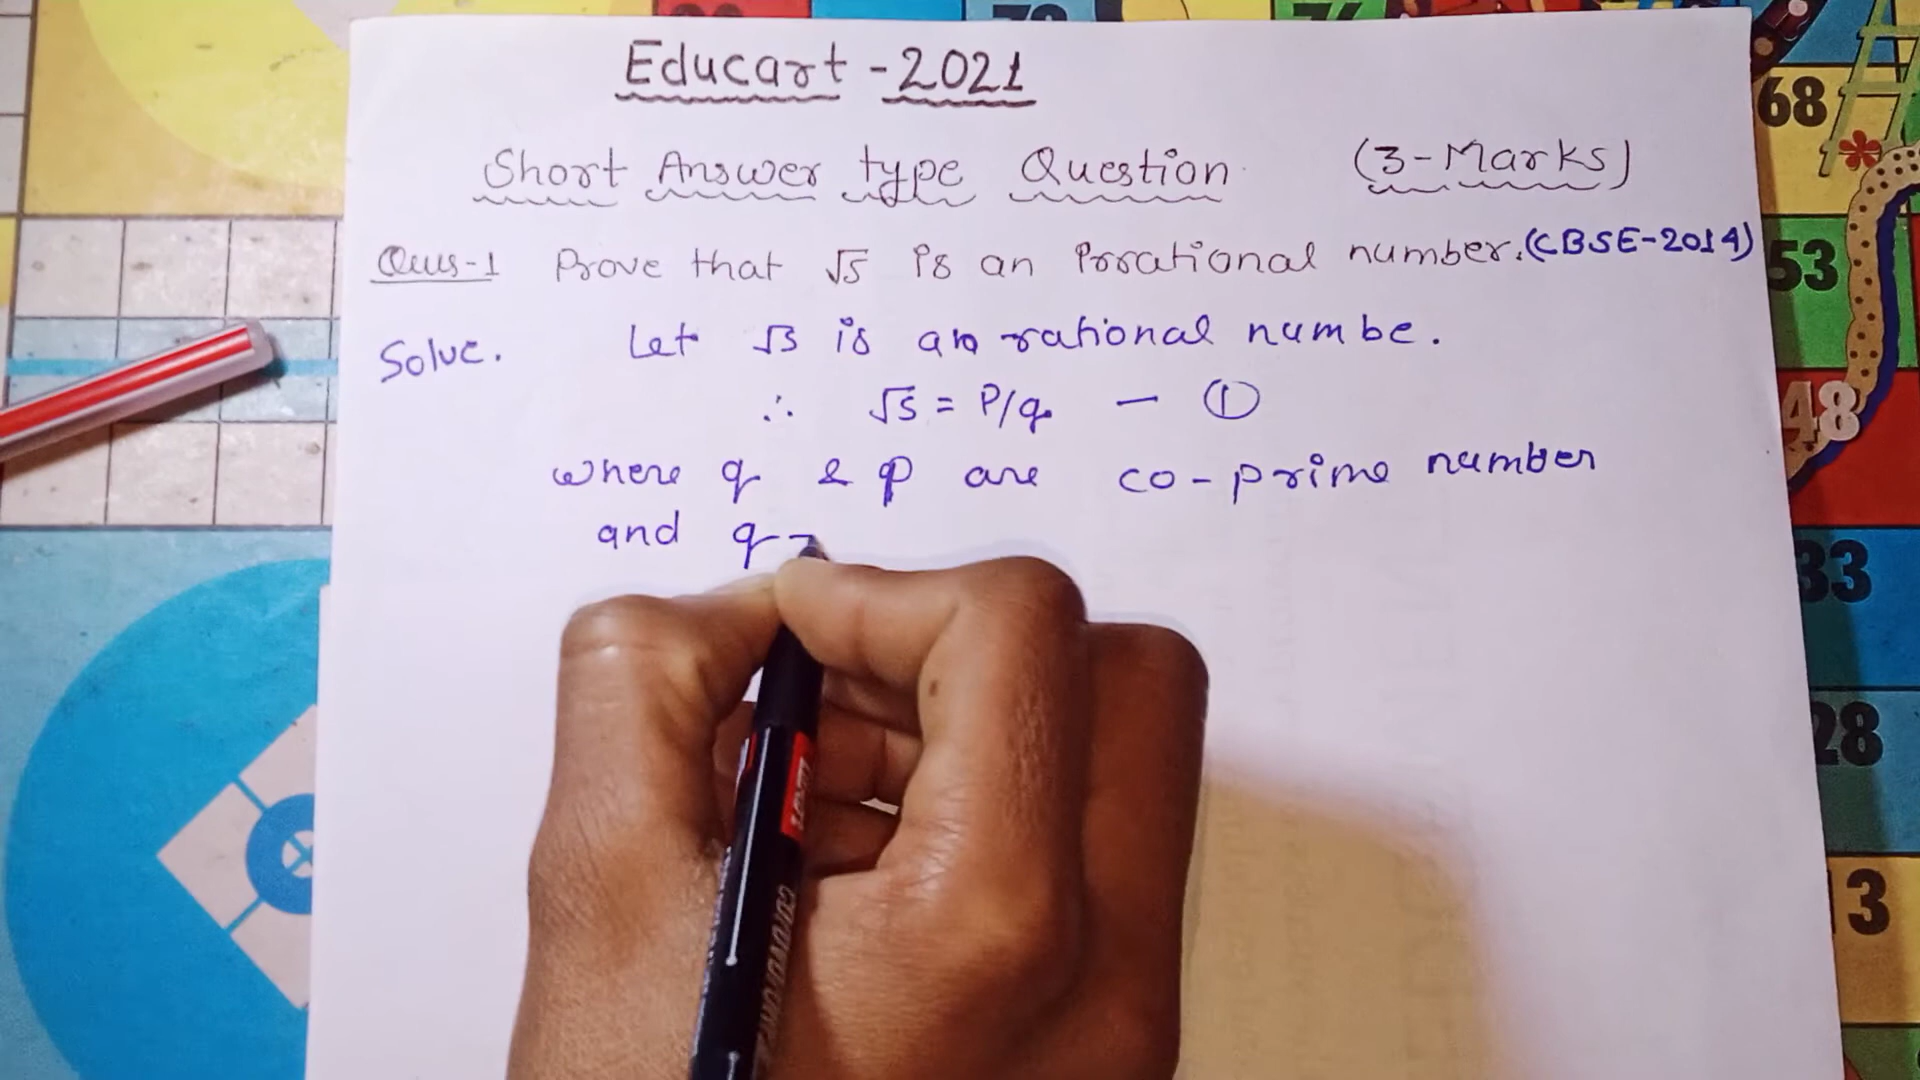 Educart - 2021
Short Answer type Question (3-Marks)
Ques-1 Prove that √5 is an irrational number. (CBSE-2014)
Solve. Let √5 is an rational numbe.
∴ √5 = P/q — ①
where q & p are co-prime number
and q
68
53
48
33
28
13